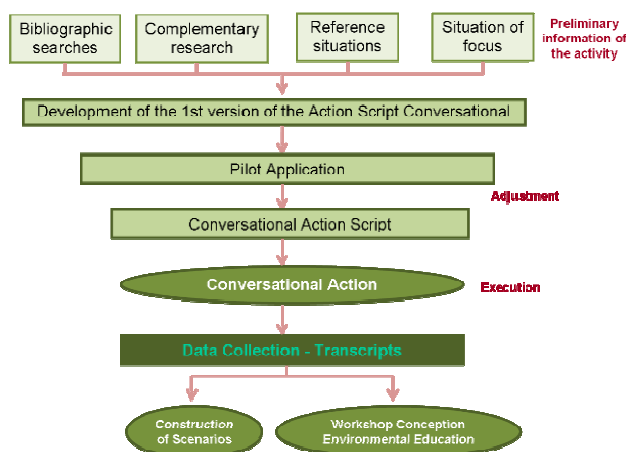 Bibliographic
searches
Complementary
research
Reference
situations
Situation of
focus
Preliminary
information of
the activity
Development of the 1st version of the Action Script Conversational
Pilot Application
Adjustment
Conversational Action Script
Conversational Action
Execution
Data Collection - Transcripts
Construction
of Scenarios
Workshop Conception
Environmental Education